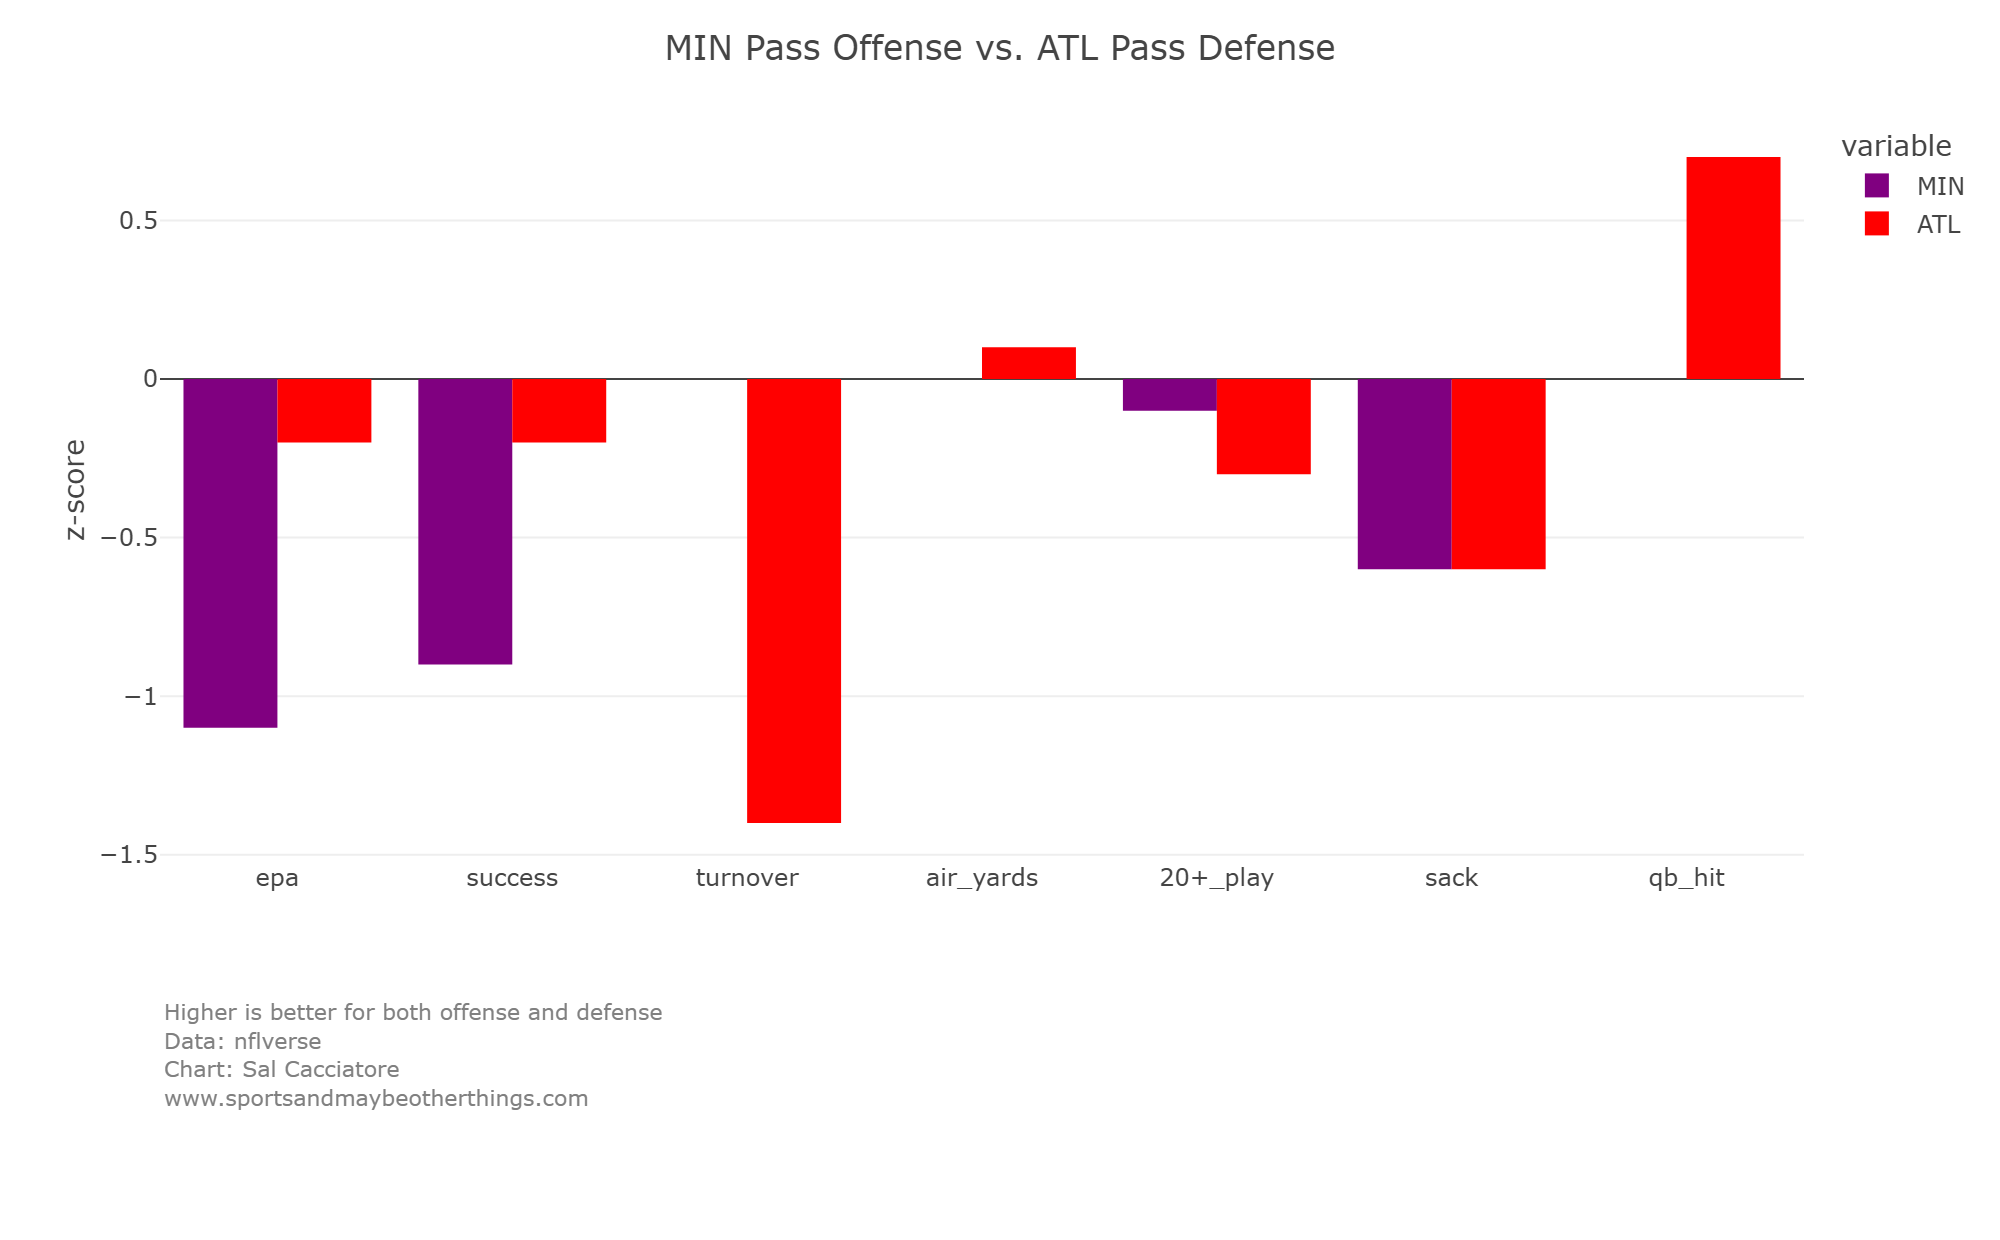 MIN Pass Offense vs. ATL Pass Defense
variable
MIN
ATL
0.5
0
−0.5
−1
−1.5
z-score
epa
success
turnover
air_yards
20+_play
sack
qb_hit
Higher is better for both offense and defense
Data: nflverse
Chart: Sal Cacciatore
www.sportsandmaybeotherthings.com